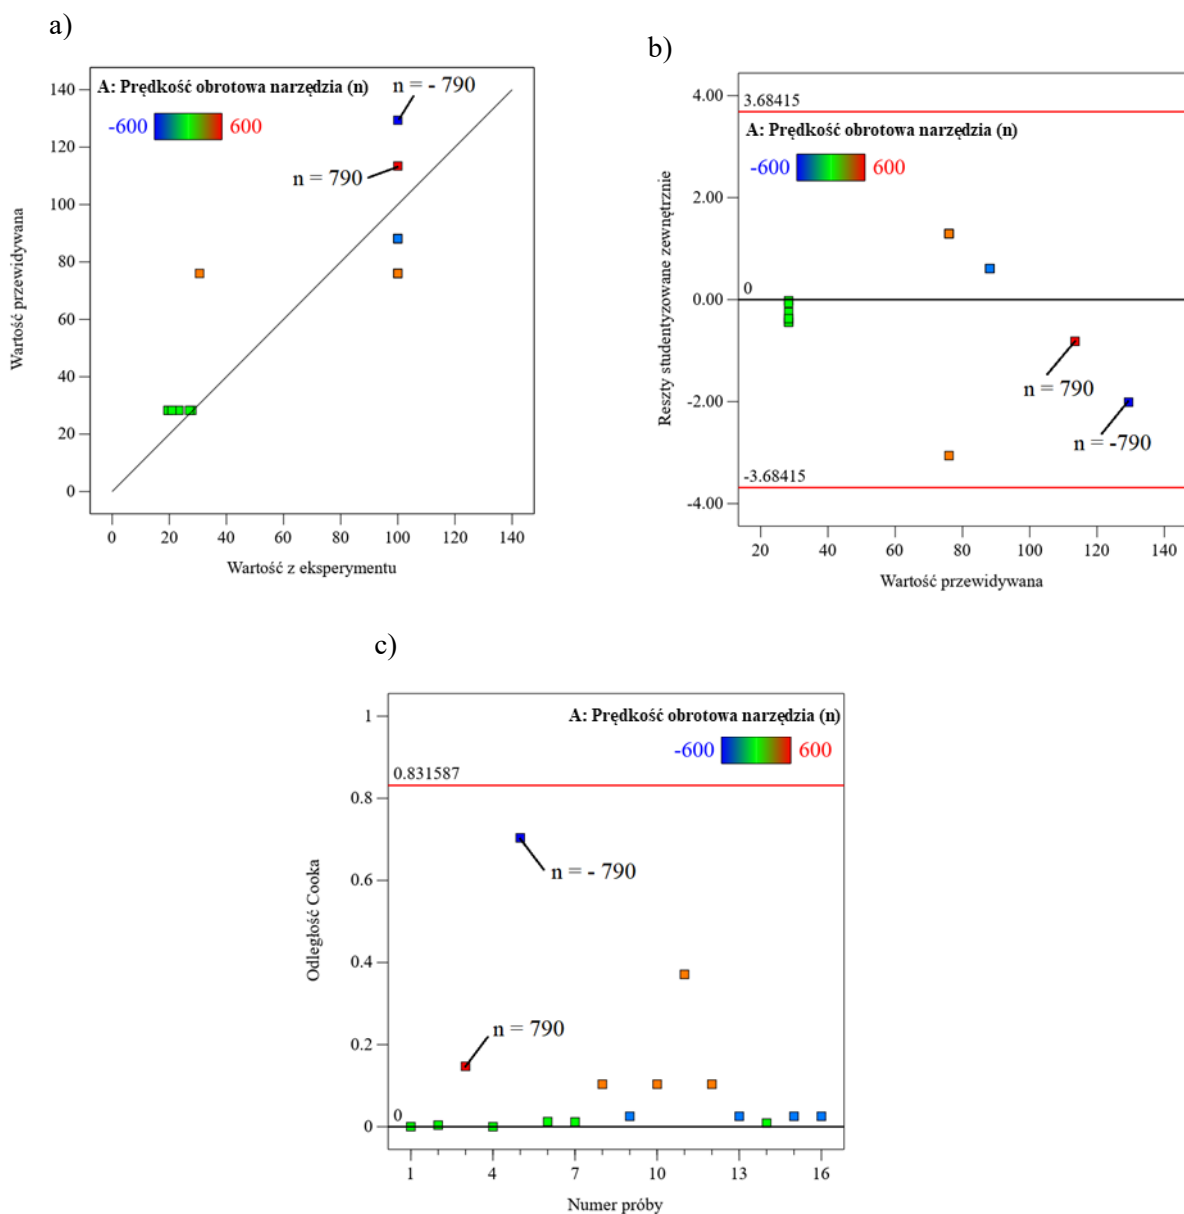 a)
A: Prędkość obrotowa narzędzia (n)
-600 600
n = - 790
n = 790
140
120
100
80
60
40
20
0
Wartość przewidywana
0 20 40 60 80 100 120 140
Wartość z eksperymentu
b)
4.00
3.68415
A: Prędkość obrotowa narzędzia (n)
-600 600
2.00
0
0.00
n = 790
-2.00
n = -790
-3.68415
-4.00
Reszty studentyzowane zewnętrznie
20 40 60 80 100 120 140
Wartość przewidywana
c)
A: Prędkość obrotowa narzędzia (n)
-600 600
1
0.831587
0.8
n = - 790
0.6
0.4
n = 790
0.2
0
0
Odległość Cooka
1 4 7 10 13 16
Numer próby